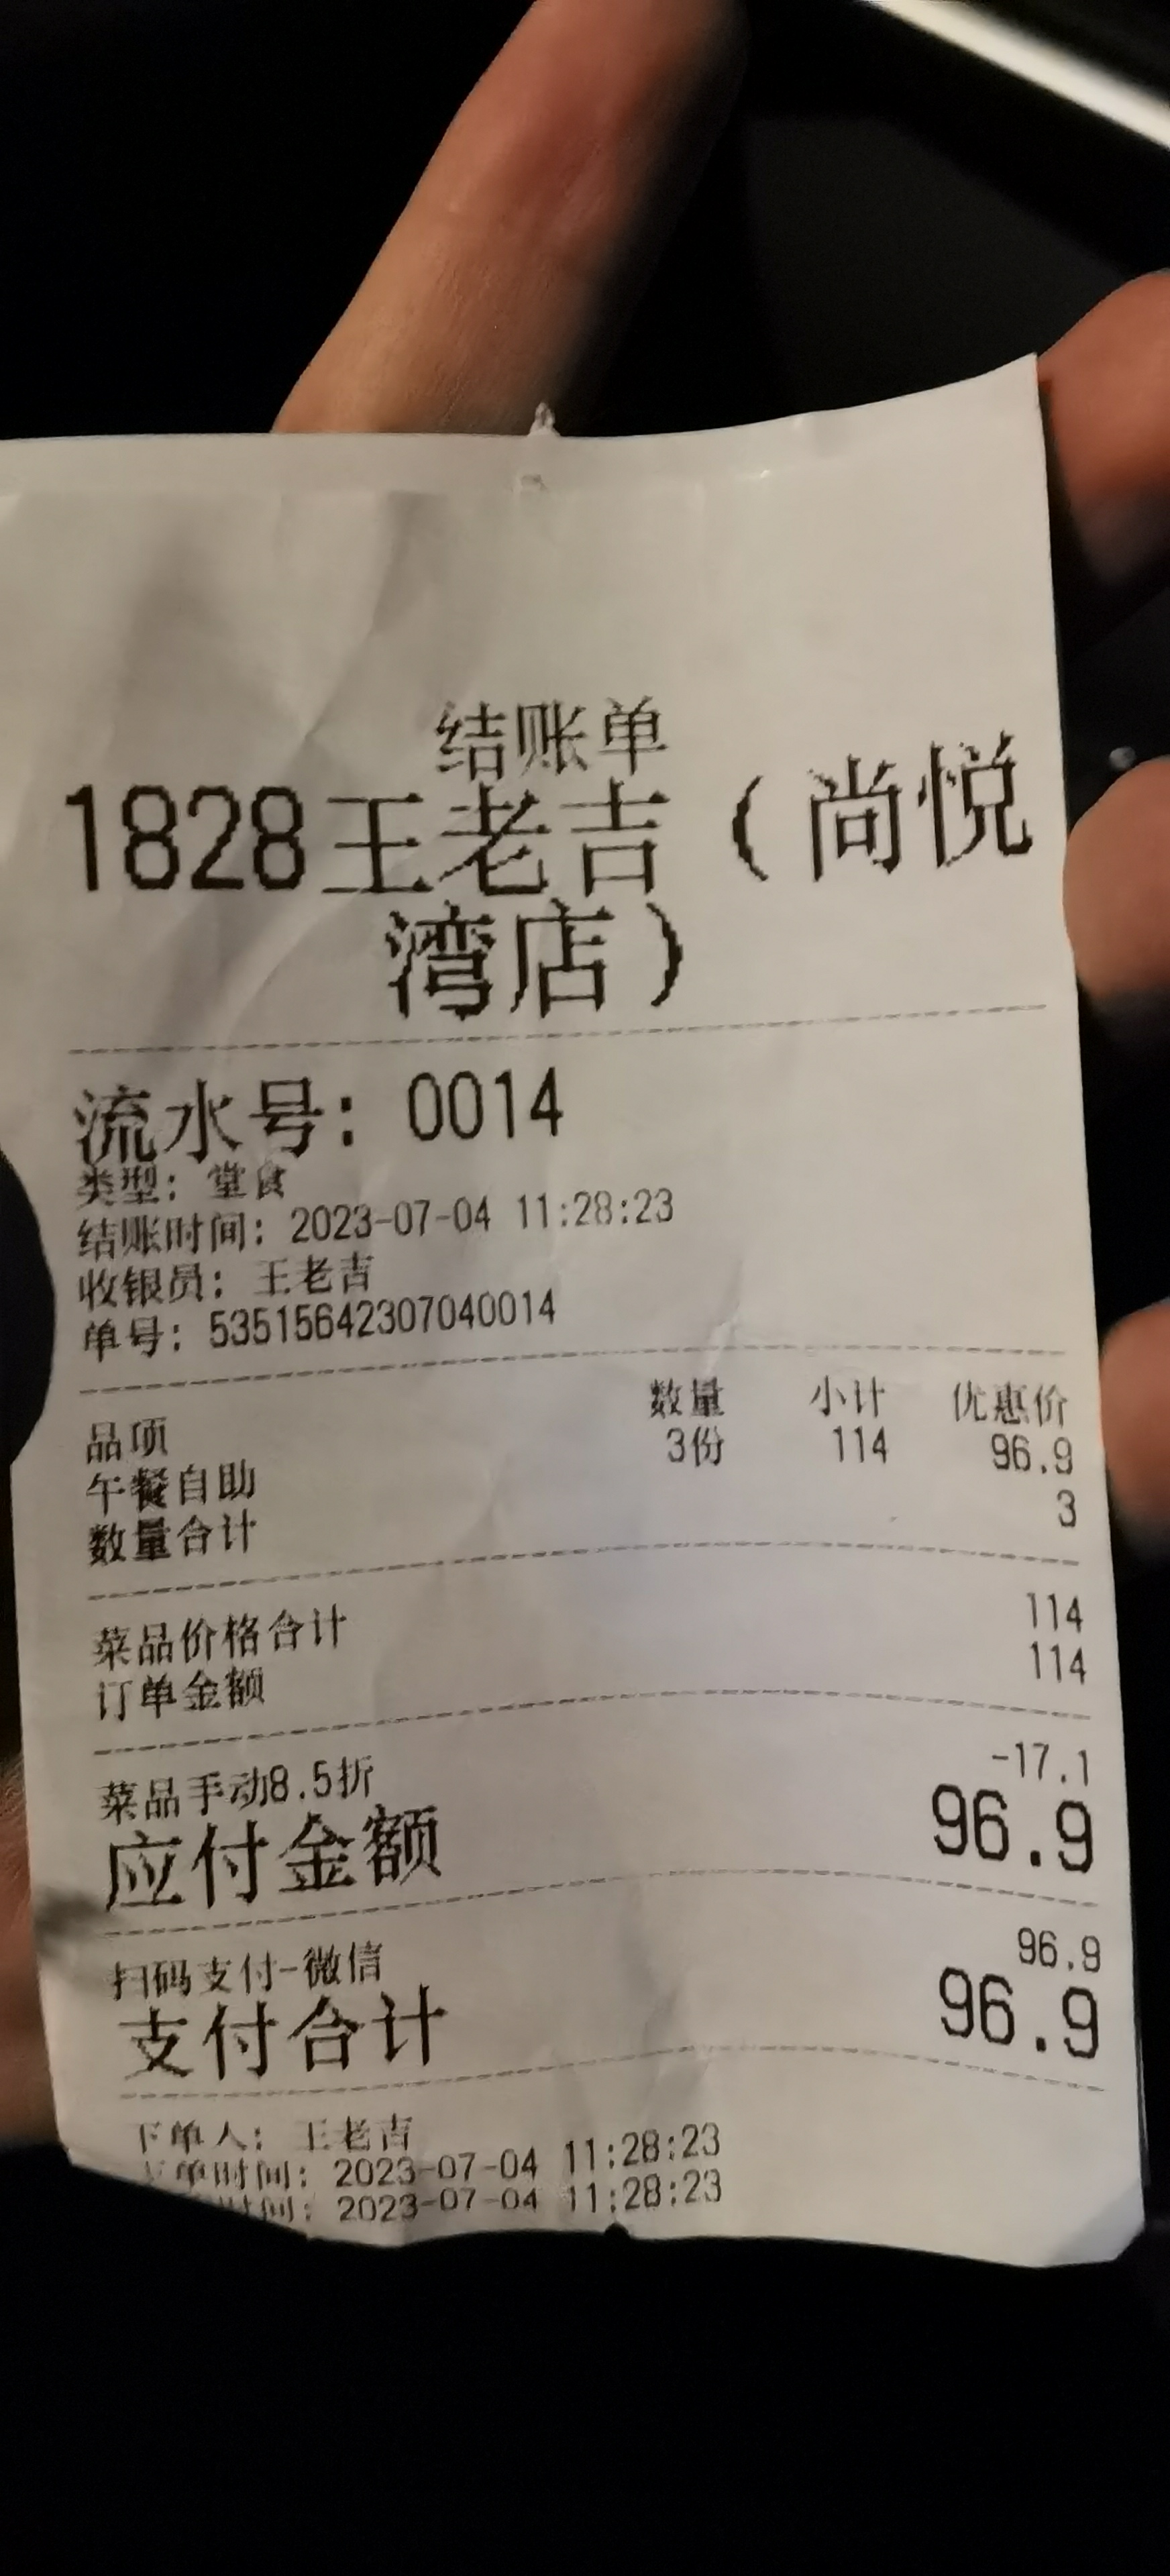 结账单
1828王老吉（尚悦
湾店）
流水号：0014
类型：堂食
结账时间：2023-07-04 11:28:23
收银员：王老吉
单号：53515642307040014
品项 数量 小计 优惠价
午餐自助 3份 114 96.9
数量合计 3
菜品价格合计 114
订单金额 114
菜品手动8.5折 -17.1
应付金额 96.9
扫码支付-微信 96.9
支付合计 96.9
下单人：王老吉
下单时间：2023-07-04 11:28:23
时间：2023-07-04 11:28:23